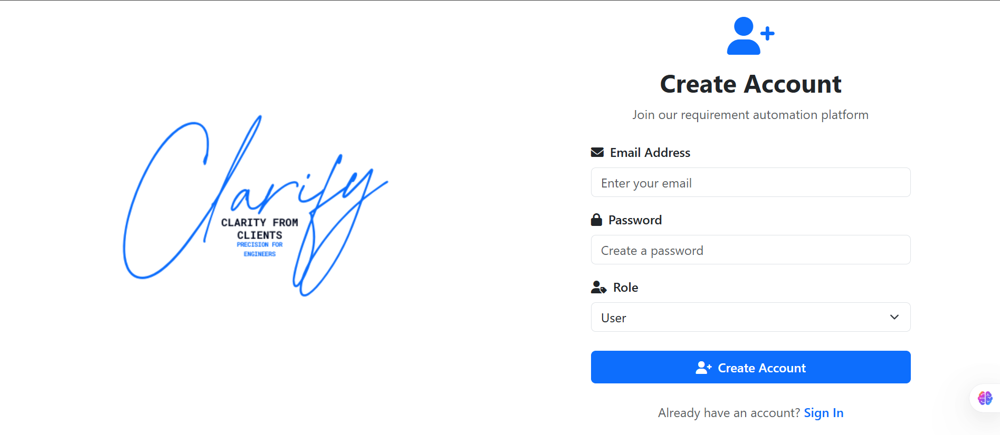 Clarify
CLARITY FROM
CLIENTS
PRECISION FOR
ENGINEERS
Create Account
Join our requirement automation platform
Email Address
Enter your email
Password
Create a password
Role
User
Create Account
Already have an account? Sign In